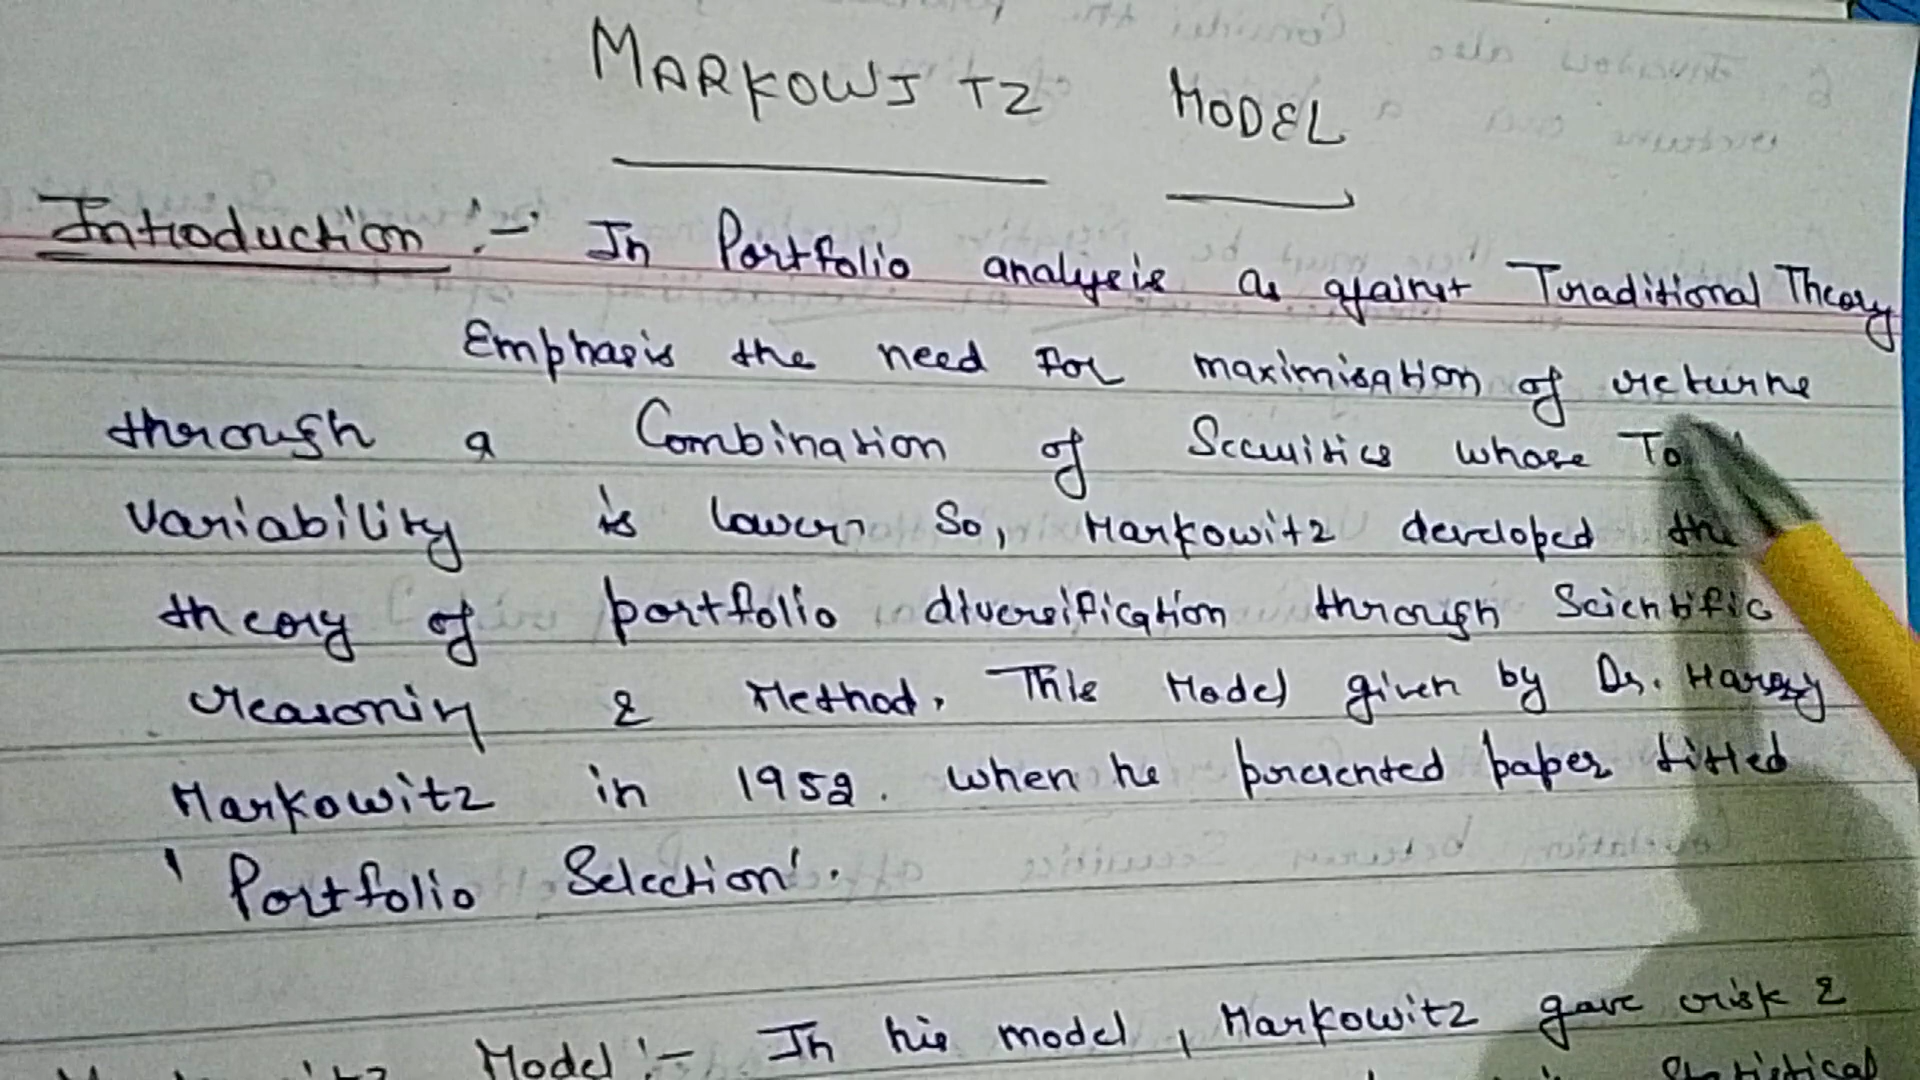 MARKOWITZ MODEL
Introduction :- In Portfolio analysis as against Traditional Theory
Emphasis the need for maximisation of returns
through a Combination of Securities whose
variability is lower. So, Markowitz developed the
theory of portfolio diversification through Scientific
reasoning & Method. This Model given by Dr. Harry
Markowitz in 1952. when he presented paper titled
'Portfolio Selection'.
Model :- In his model, Markowitz gave risk &
Statistical